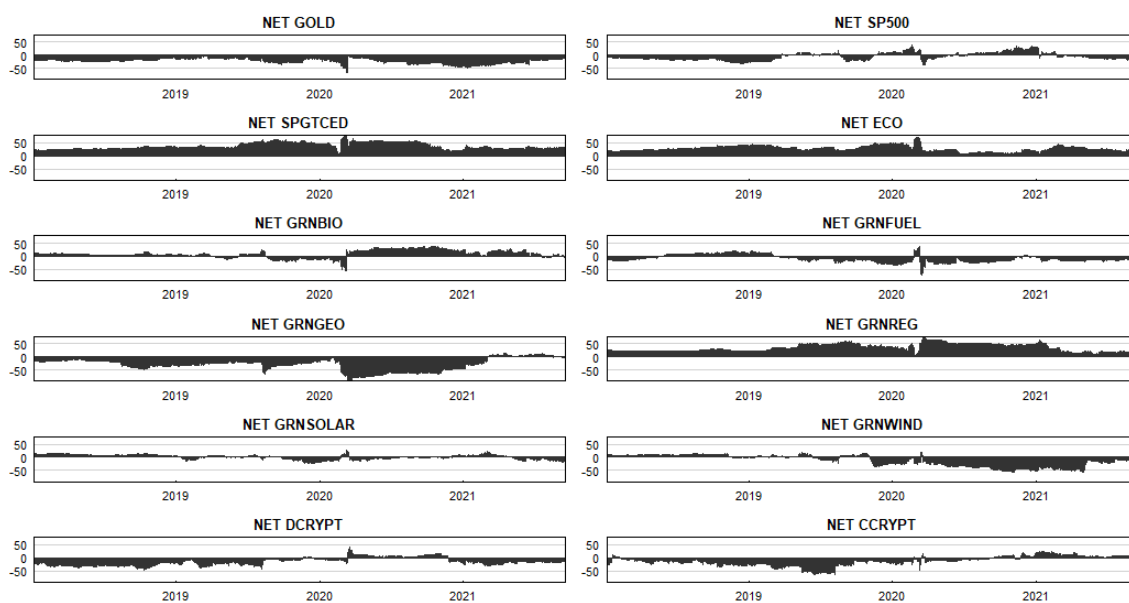 NET GOLD NET SP500
50 50
0 0
-50 -50
2019 2020 2021 2019 2020 2021
NET SPGTCED NET ECO
50 50
0 0
-50 -50
2019 2020 2021 2019 2020 2021
NET GRNBIO NET GRNFUEL
50 50
0 0
-50 -50
2019 2020 2021 2019 2020 2021
NET GRNGEO NET GRNREG
50 50
0 0
-50 -50
2019 2020 2021 2019 2020 2021
NET GRNSOLAR NET GRNWIND
50 50
0 0
-50 -50
2019 2020 2021 2019 2020 2021
NET DCRYPT NET CCRYPT
50 50
0 0
-50 -50
2019 2020 2021 2019 2020 2021